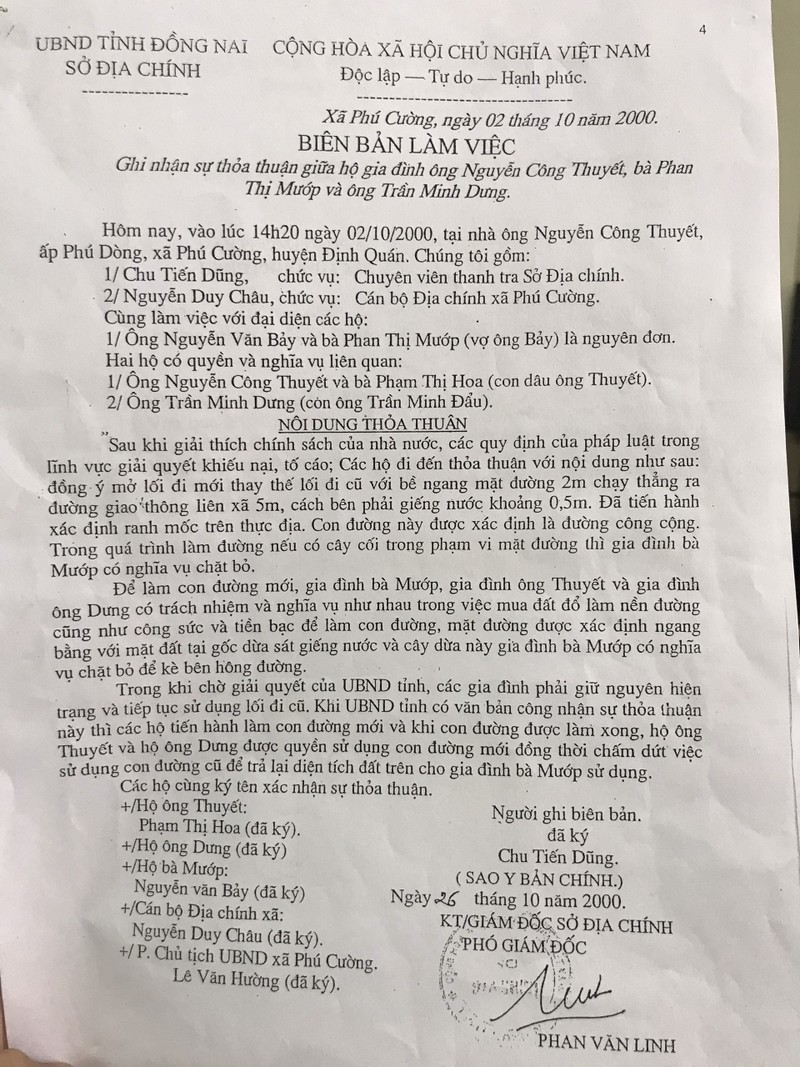 4
UBND TỈNH ĐỒNG NAI
SỞ ĐỊA CHÍNH
----------------
CỘNG HÒA XÃ HỘI CHỦ NGHĨA VIỆT NAM
Độc lập — Tự do — Hạnh phúc.
--------------------------------
Xã Phú Cường, ngày 02 tháng 10 năm 2000.
BIÊN BẢN LÀM VIỆC
Ghi nhận sự thỏa thuận giữa hộ gia đình ông Nguyễn Công Thuyết, bà Phan
Thị Mướp và ông Trần Minh Dưng.
Hôm nay, vào lúc 14h20 ngày 02/10/2000, tại nhà ông Nguyễn Công Thuyết,
ấp Phú Dòng, xã Phú Cường, huyện Định Quán. Chúng tôi gồm:
1/ Chu Tiến Dũng, chức vụ: Chuyên viên thanh tra Sở Địa chính.
2/ Nguyễn Duy Châu, chức vụ: Cán bộ Địa chính xã Phú Cường.
Cùng làm việc với đại diện các hộ:
1/ Ông Nguyễn Văn Bảy và bà Phan Thị Mướp (vợ ông Bảy) là nguyên đơn.
Hai hộ có quyền và nghĩa vụ liên quan:
1/ Ông Nguyễn Công Thuyết và bà Phạm Thị Hoa (con dâu ông Thuyết).
2/ Ông Trần Minh Dưng (còn ông Trần Minh Đẩu).
NỘI DUNG THỎA THUẬN
Sau khi giải thích chính sách của nhà nước, các quy định của pháp luật trong
lĩnh vực giải quyết khiếu nại, tố cáo; Các hộ đi đến thỏa thuận với nội dung như sau:
đồng ý mở lối đi mới thay thế lối đi cũ với bề ngang mặt đường 2m chạy thẳng ra
đường giao thông liên xã 5m, cách bên phải giếng nước khoảng 0,5m. Đã tiến hành
xác định ranh mốc trên thực địa. Con đường này được xác định là đường công cộng.
Trong quá trình làm đường nếu có cây cối trong phạm vi mặt đường thì gia đình bà
Mướp có nghĩa vụ chặt bỏ.
Để làm con đường mới, gia đình bà Mướp, gia đình ông Thuyết và gia đình
ông Dưng có trách nhiệm và nghĩa vụ như nhau trong việc mua đất đổ làm nền đường
cũng như công sức và tiền bạc để làm con đường, mặt đường được xác định ngang
bằng với mặt đất tại gốc dừa sát giếng nước và cây dừa này gia đình bà Mướp có nghĩa
vụ chặt bỏ để kè bên hông đường.
Trong khi chờ giải quyết của UBND tỉnh, các gia đình phải giữ nguyên hiện
trạng và tiếp tục sử dụng lối đi cũ. Khi UBND tỉnh có văn bản công nhận sự thỏa thuận
này thì các hộ tiến hành làm con đường mới và khi con đường được làm xong, hộ ông
Thuyết và hộ ông Dưng được quyền sử dụng con đường mới đồng thời chấm dứt việc
sử dụng con đường cũ để trả lại diện tích đất trên cho gia đình bà Mướp sử dụng.
Các hộ cùng ký tên xác nhận sự thỏa thuận.
+/Hộ ông Thuyết:
Phạm Thị Hoa (đã ký).
+/Hộ ông Dưng (đã ký)
+/Hộ bà Mướp:
Nguyễn văn Bảy (đã ký)
+/Cán bộ Địa chính xã:
Nguyễn Duy Châu (đã ký).
+/ P. Chủ tịch UBND xã Phú Cường.
Lê Văn Hường (đã ký).
Người ghi biên bản.
đã ký
Chu Tiến Dũng.
( SAO Y BẢN CHÍNH.)
Ngày 26 tháng 10 năm 2000.
KT/GIÁM ĐỐC SỞ ĐỊA CHÍNH
PHÓ GIÁM ĐỐC
PHAN VĂN LINH